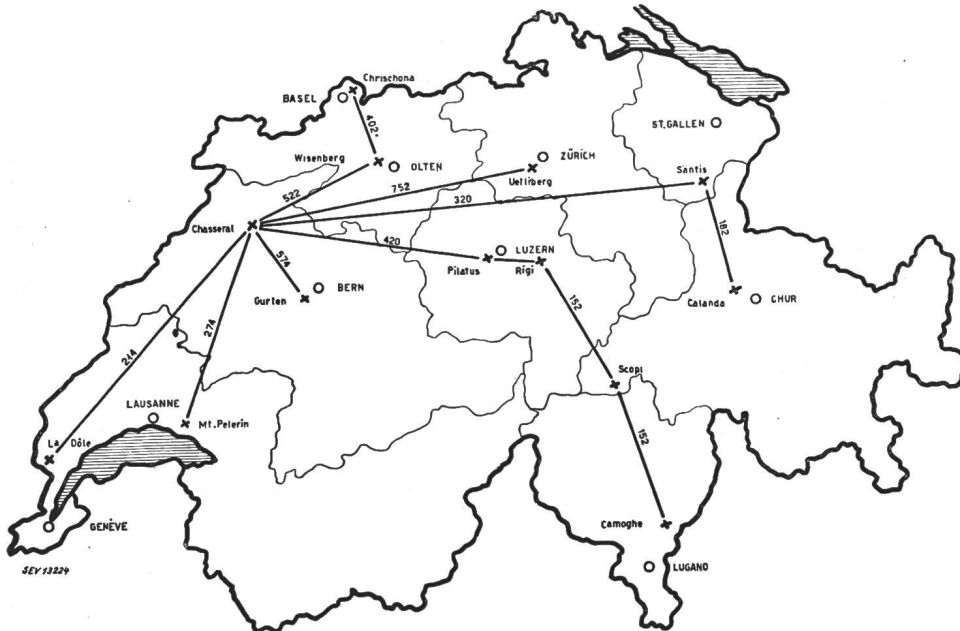 Chrischona
BASEL
402*
ST. GALLEN
Wisenberg
OLTEN
ZÜRICH
Uetliberg
Säntis
522
752
320
Chasseral
182
420
LUZERN
574
Pilatus
Rigi
Gurten
BERN
Calanda
CHUR
152
274
244
Scopi
LAUSANNE
Mt. Pelerin
La Dôle
152
GENÈVE
Camoghe
LUGANO
SEV 13224